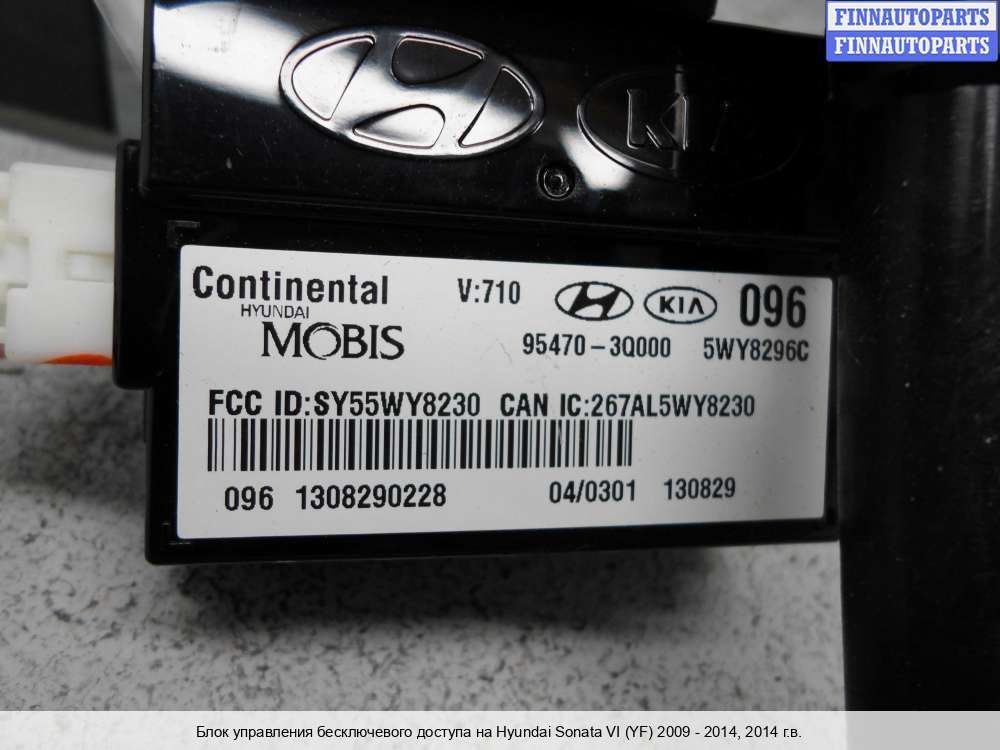 FINNAUTOPARTS
FINNAUTOPARTS
KIA
Continental V:710 KIA 096
HYUNDAI
MOBIS 95470-3Q000 5WY8296C
FCC ID:SY55WY8230 CAN IC:267AL5WY8230
096 1308290228 04/0301 130829
Блок управления бесключевого доступа на Hyundai Sonata VI (YF) 2009 - 2014, 2014 г.в.